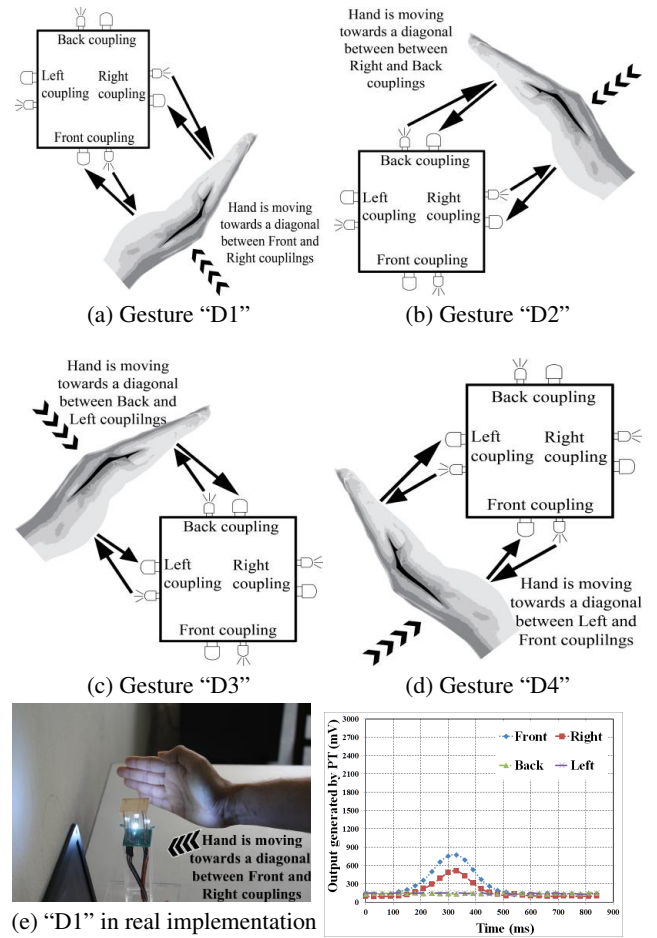 Back coupling
Left Right
coupling coupling
Front coupling
Hand is moving
towards a diagonal
between Front and
Right couplilngs
(a) Gesture “D1”
Hand is moving
towards a diagonal
between between
Right and Back
couplings
Back coupling
Left Right
coupling coupling
Front coupling
(b) Gesture “D2”
Hand is moving
towards a diagonal
between Back and
Left couplilngs
Back coupling
Left Right
coupling coupling
Front coupling
(c) Gesture “D3”
Back coupling
Left Right
coupling coupling
Front coupling
Hand is moving
towards a diagonal
between Left and
Front couplilngs
(d) Gesture “D4”
Hand is moving
towards a diagonal
between Front and
Right couplings
(e) “D1” in real implementation
Output generated by PT (mV)
3000
2700
2400
2100
1800
1500
1200
900
600
300
0
Front Right
Back Left
0 100 200 300 400 500 600 700 800 900
Time (ms)